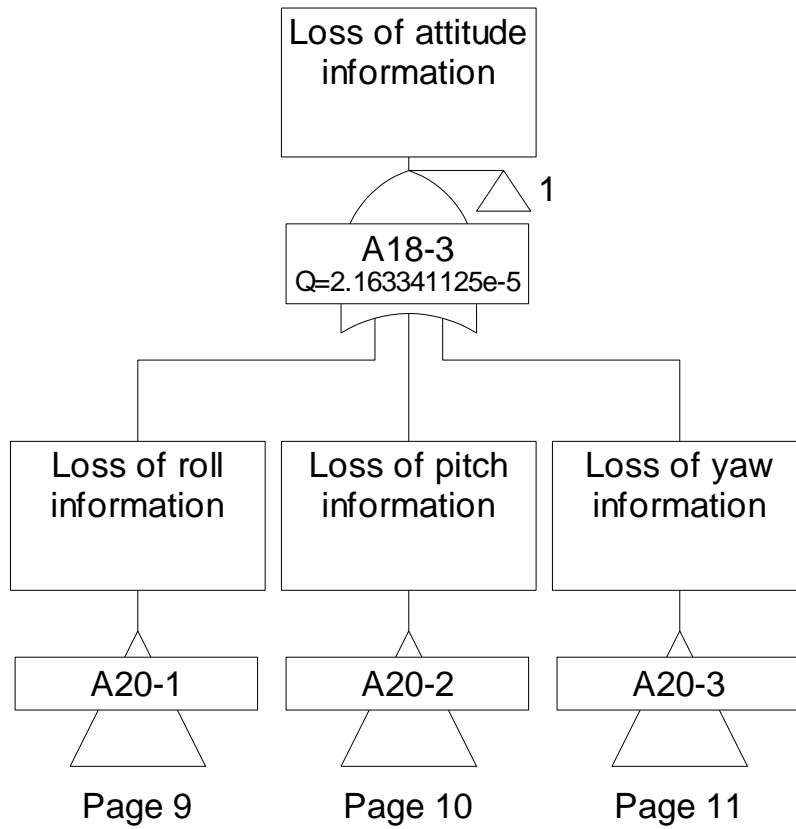 Loss of attitude
information
1
A18-3
Q=2.163341125e-5
Loss of roll
information
Loss of pitch
information
Loss of yaw
information
A20-1
A20-2
A20-3
Page 9
Page 10
Page 11